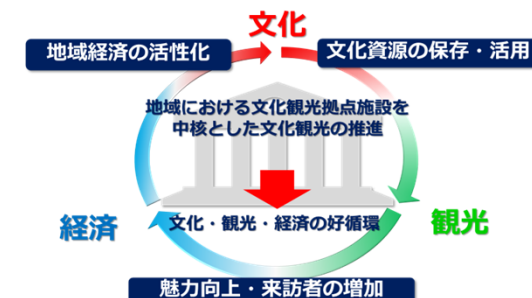 文化
地域経済の活性化
文化資源の保存・活用
地域における文化観光拠点施設を
中核とした文化観光の推進
経済
文化・観光・経済の好循環
観光
魅力向上・来訪者の増加